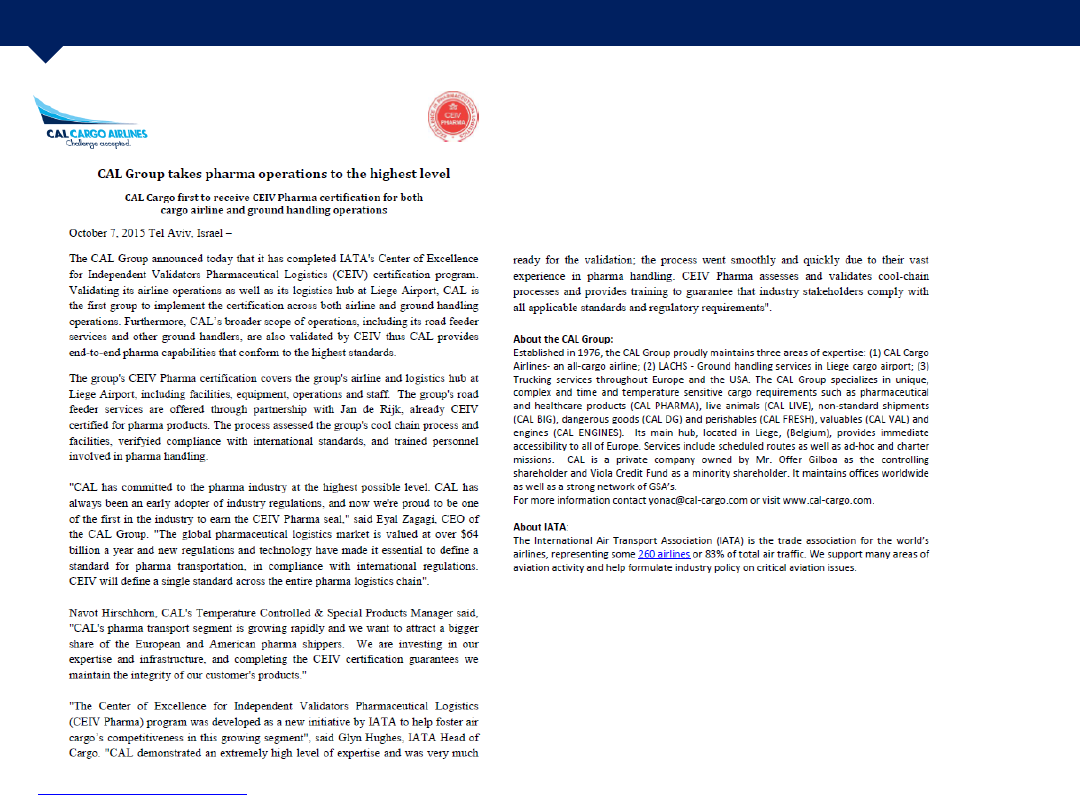 CAL CARGO AIRLINES
Challenge accepted.
EXCELLENCE in PHARMACEUTICAL LOGISTICS
CEIV
PHARMA
CAL Group takes pharma operations to the highest level
CAL Cargo first to receive CEIV Pharma certification for both
cargo airline and ground handling operations
October 7, 2015 Tel Aviv, Israel –
The CAL Group announced today that it has completed IATA's Center of Excellence
for Independent Validators Pharmaceutical Logistics (CEIV) certification program.
Validating its airline operations as well as its logistics hub at Liege Airport, CAL is
the first group to implement the certification across both airline and ground handling
operations. Furthermore, CAL's broader scope of operations, including its road feeder
services and other ground handlers, are also validated by CEIV thus CAL provides
end-to-end pharma capabilities that conform to the highest standards.
The group's CEIV Pharma certification covers the group's airline and logistics hub at
Liege Airport, including facilities, equipment, operations and staff. The group's road
feeder services are offered through partnership with Jan de Rijk, already CEIV
certified for pharma products. The process assessed the group's cool chain process and
facilities, verifyied compliance with international standards, and trained personnel
involved in pharma handling.
"CAL has committed to the pharma industry at the highest possible level. CAL has
always been an early adopter of industry regulations, and now we're proud to be one
of the first in the industry to earn the CEIV Pharma seal," said Eyal Zagagi, CEO of
the CAL Group. "The global pharmaceutical logistics market is valued at over $64
billion a year and new regulations and technology have made it essential to define a
standard for pharma transportation, in compliance with international regulations.
CEIV will define a single standard across the entire pharma logistics chain".
Navot Hirschhorn, CAL's Temperature Controlled & Special Products Manager said,
"CAL's pharma transport segment is growing rapidly and we want to attract a bigger
share of the European and American pharma shippers. We are investing in our
expertise and infrastructure, and completing the CEIV certification guarantees we
maintain the integrity of our customer's products."
"The Center of Excellence for Independent Validators Pharmaceutical Logistics
(CEIV Pharma) program was developed as a new initiative by IATA to help foster air
cargo's competitiveness in this growing segment", said Glyn Hughes, IATA Head of
Cargo. "CAL demonstrated an extremely high level of expertise and was very much
ready for the validation; the process went smoothly and quickly due to their vast
experience in pharma handling. CEIV Pharma assesses and validates cool-chain
processes and provides training to guarantee that industry stakeholders comply with
all applicable standards and regulatory requirements".
About the CAL Group:
Established in 1976, the CAL Group proudly maintains three areas of expertise: (1) CAL Cargo
Airlines- an all-cargo airline; (2) LACHS - Ground handling services in Liege cargo airport; (3)
Trucking services throughout Europe and the USA. The CAL Group specializes in unique,
complex and time and temperature sensitive cargo requirements such as pharmaceutical
and healthcare products (CAL PHARMA), live animals (CAL LIVE), non-standard shipments
(CAL BIG), dangerous goods (CAL DG) and perishables (CAL FRESH), valuables (CAL VAL) and
engines (CAL ENGINES). Its main hub, located in Liege, (Belgium), provides immediate
accessibility to all of Europe. Services include scheduled routes as well as ad-hoc and charter
missions. CAL is a private company owned by Mr. Offer Gilboa as the controlling
shareholder and Viola Credit Fund as a minority shareholder. It maintains offices worldwide
as well as a strong network of GSA's.
For more information contact yonac@cal-cargo.com or visit www.cal-cargo.com.
About IATA:
The International Air Transport Association (IATA) is the trade association for the world's
airlines, representing some 260 airlines or 83% of total air traffic. We support many areas of
aviation activity and help formulate industry policy on critical aviation issues.